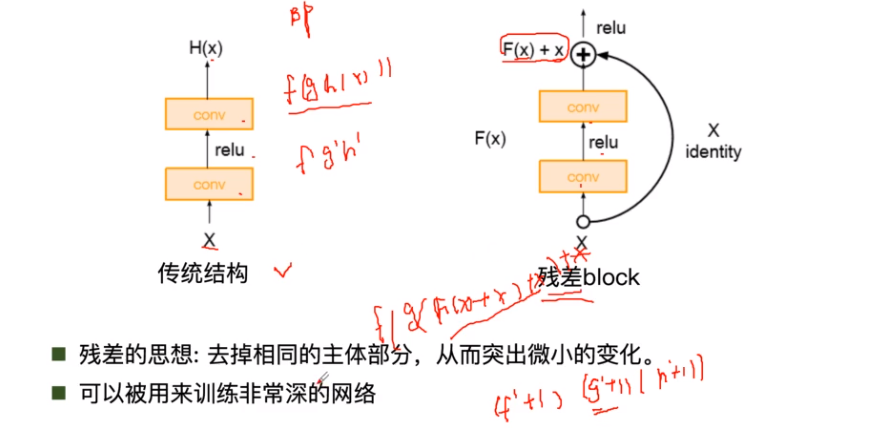 BP
H(x)
conv
relu
conv
X
传统结构
f(g(h(x)))
f'g'h'
relu
F(x) + x
+
conv
F(x)
relu
X
identity
conv
X
残差block
■ 残差的思想: 去掉相同的主体部分，从而突出微小的变化。
■ 可以被用来训练非常深的网络
(f'+1) (g'+1) (h'+1)